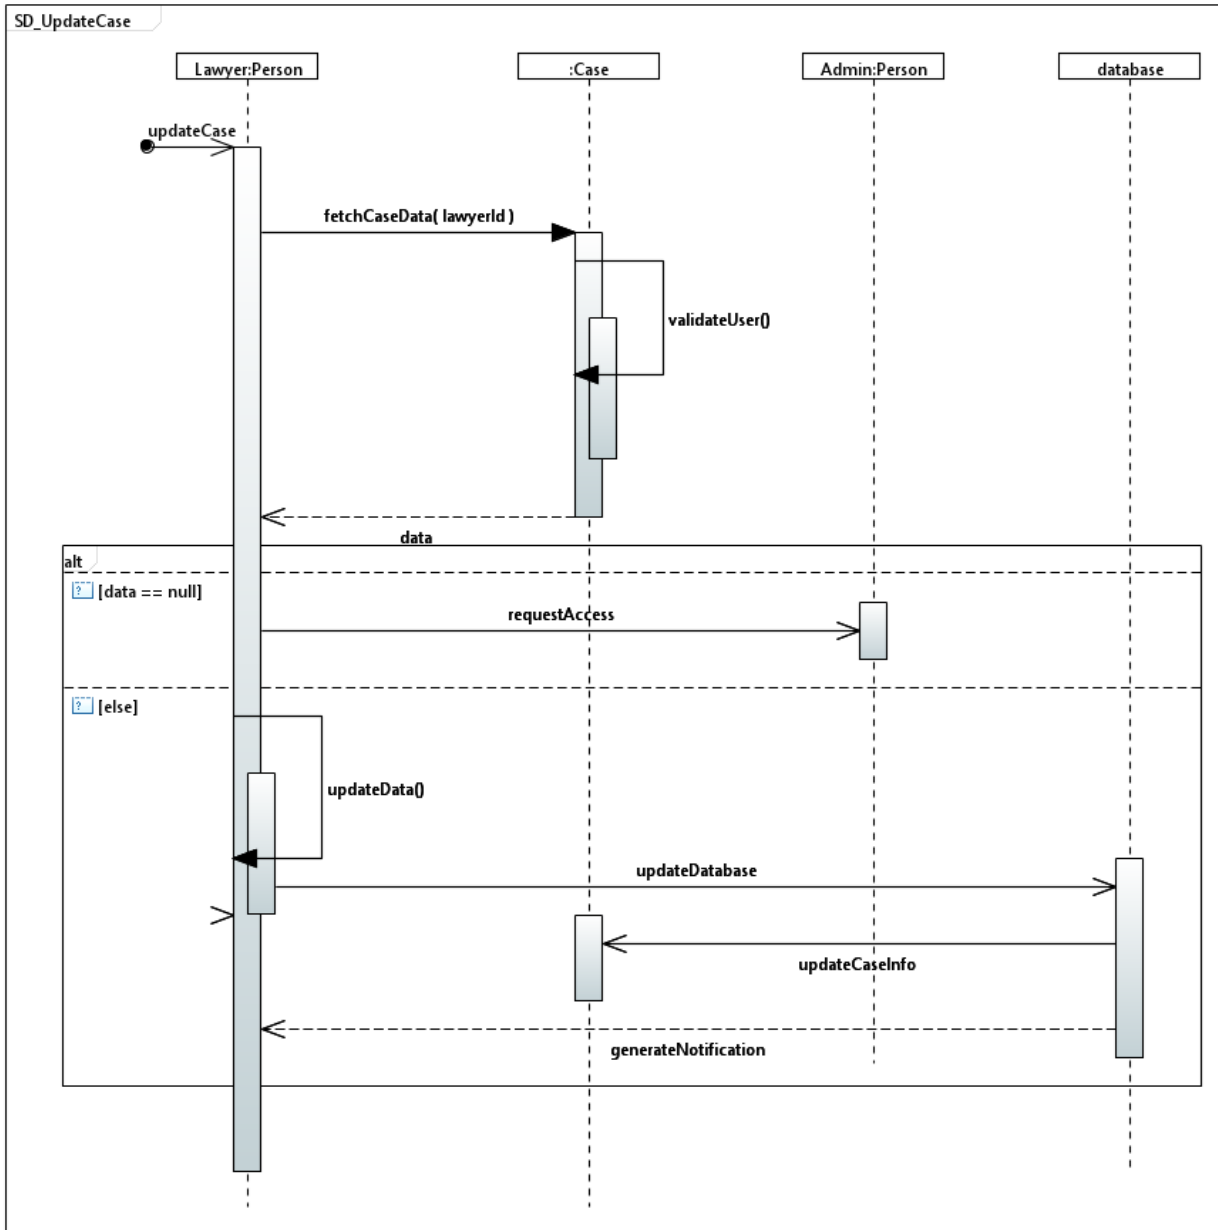 SD_UpdateCase
Lawyer:Person
:Case
Admin:Person
database
updateCase
fetchCaseData( lawyerId )
validateUser()
data
alt
? [data == null]
requestAccess
? [else]
updateData()
updateDatabase
updateCaseInfo
generateNotification